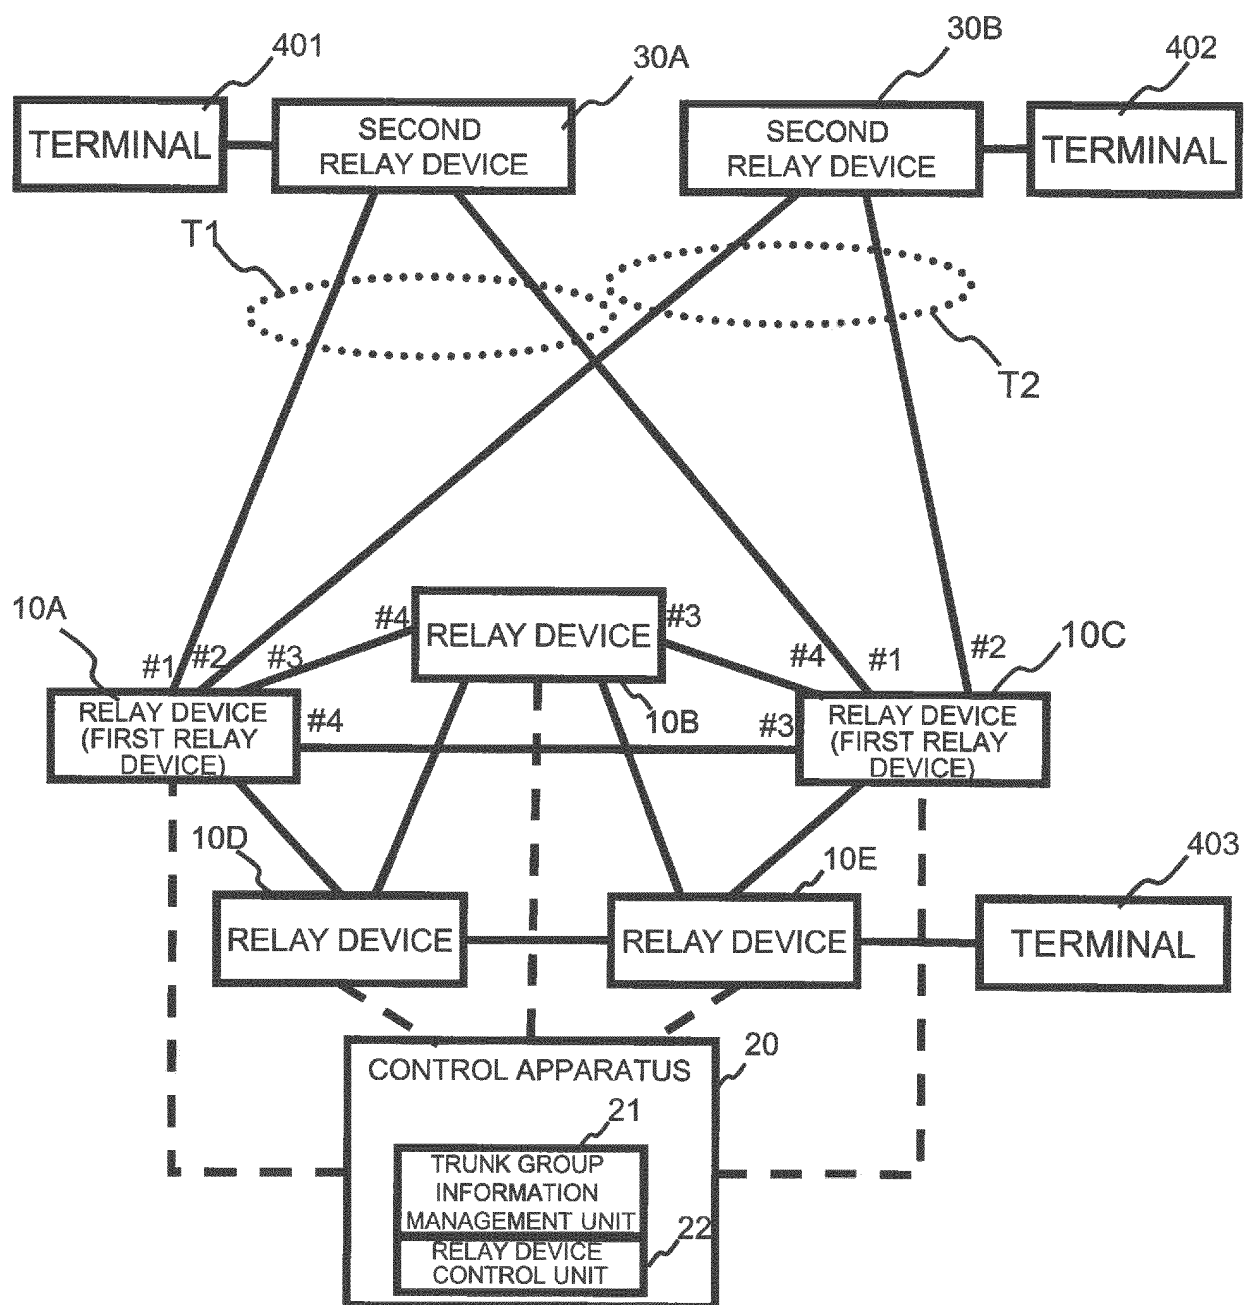 401
30A
30B
402
TERMINAL
SECOND
RELAY DEVICE
SECOND
RELAY DEVICE
TERMINAL
T1
T2
10A
#1
#2
#3
#4
RELAY DEVICE
#3
#4
#1
#2
10C
RELAY DEVICE
(FIRST RELAY
DEVICE)
#4
10B
#3
RELAY DEVICE
(FIRST RELAY
DEVICE)
10D
10E
403
RELAY DEVICE
RELAY DEVICE
TERMINAL
CONTROL APPARATUS
20
21
TRUNK GROUP
INFORMATION
MANAGEMENT UNIT
22
RELAY DEVICE
CONTROL UNIT